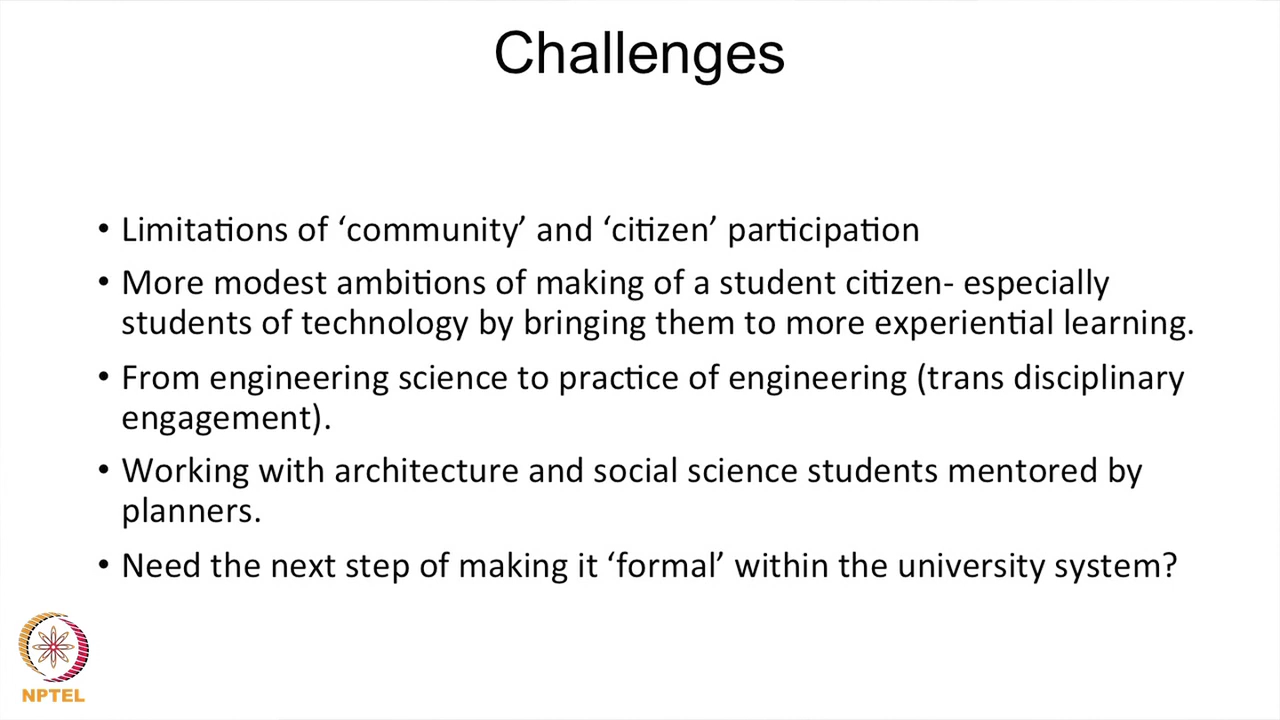 Challenges
• Limitations of ‘community’ and ‘citizen’ participation
• More modest ambitions of making of a student citizen- especially
students of technology by bringing them to more experiential learning.
• From engineering science to practice of engineering (trans disciplinary
engagement).
• Working with architecture and social science students mentored by
planners.
• Need the next step of making it ‘formal’ within the university system?
NPTEL